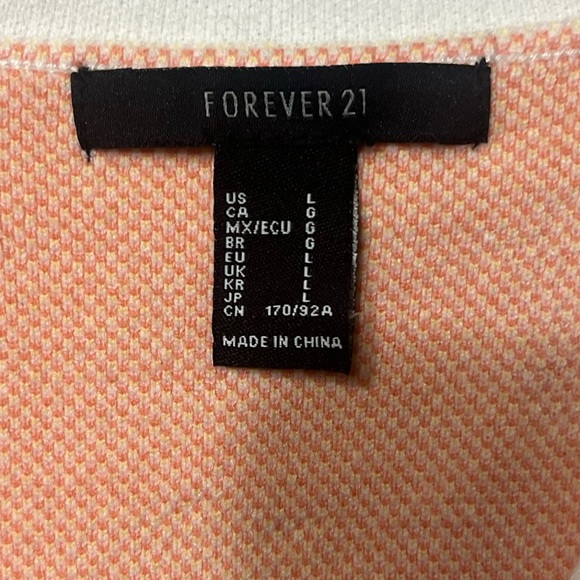 FOREVER 21
US L
CA G
MX/ECU G
BR G
EU L
UK L
KR L
JP L
CN 170/92A
MADE IN CHINA